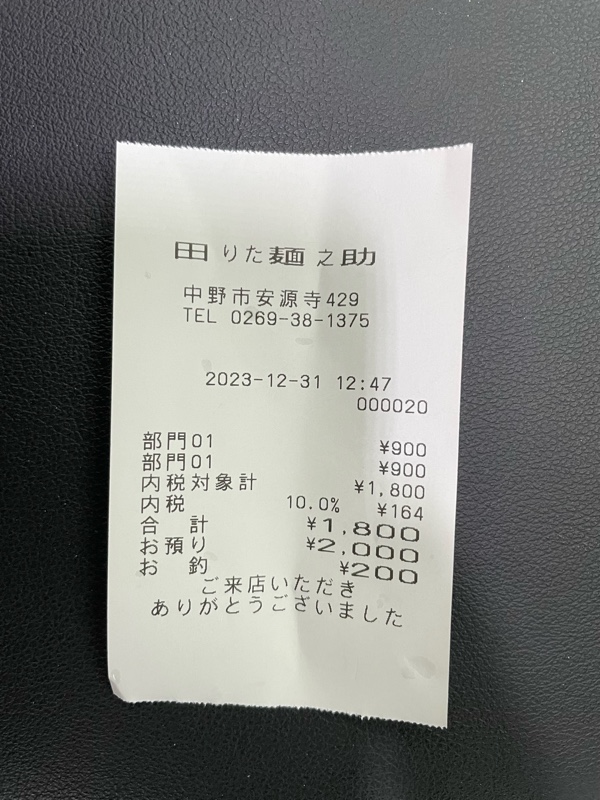 田りた麺之助
中野市安源寺429
TEL 0269-38-1375
2023-12-31 12:47
000020
部門01 ¥900
部門01 ¥900
内税対象計 ¥1,800
内税 10.0% ¥164
合計 ¥1,800
お預り ¥2,000
お釣 ¥200
ご来店いただき
ありがとうございました